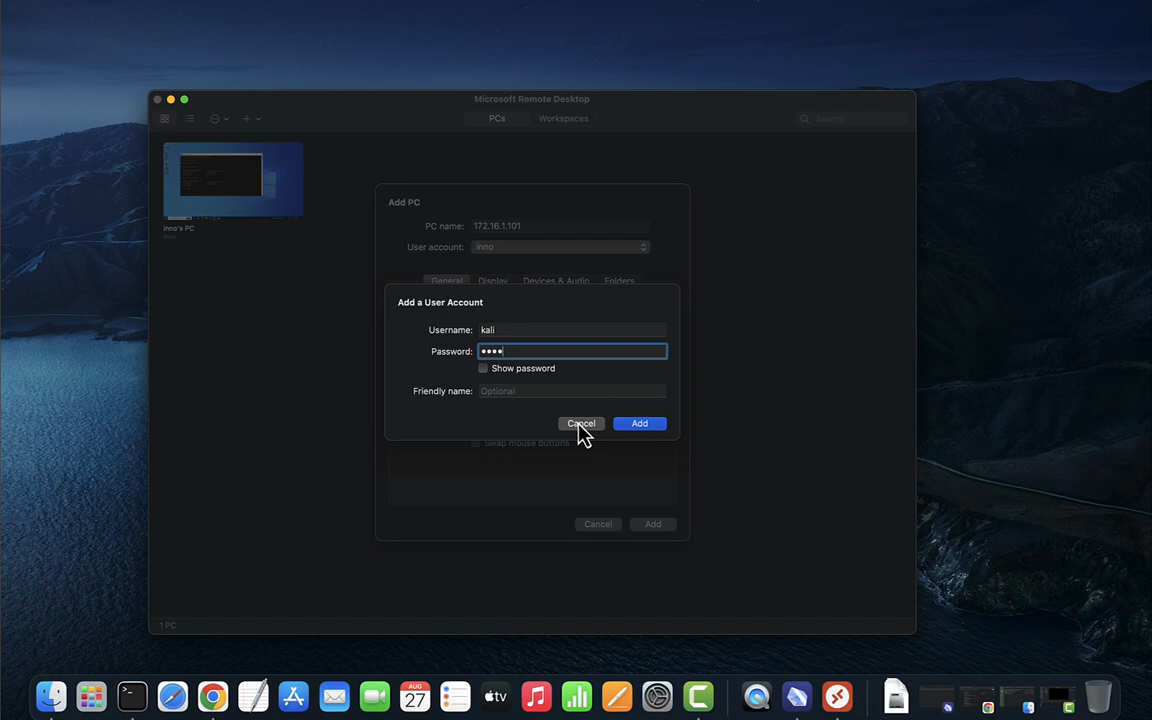 Microsoft Remote Desktop
PCs
Workspaces
Search
Inno's PC
Add PC
PC name: 172.16.1.101
User account: inno
General Display Devices & Audio Folders
Add a User Account
Username: kali
Password: ••••
Show password
Friendly name: Optional
Cancel Add
Swap mouse buttons
Cancel Add
1 PC
AUG
27
tv